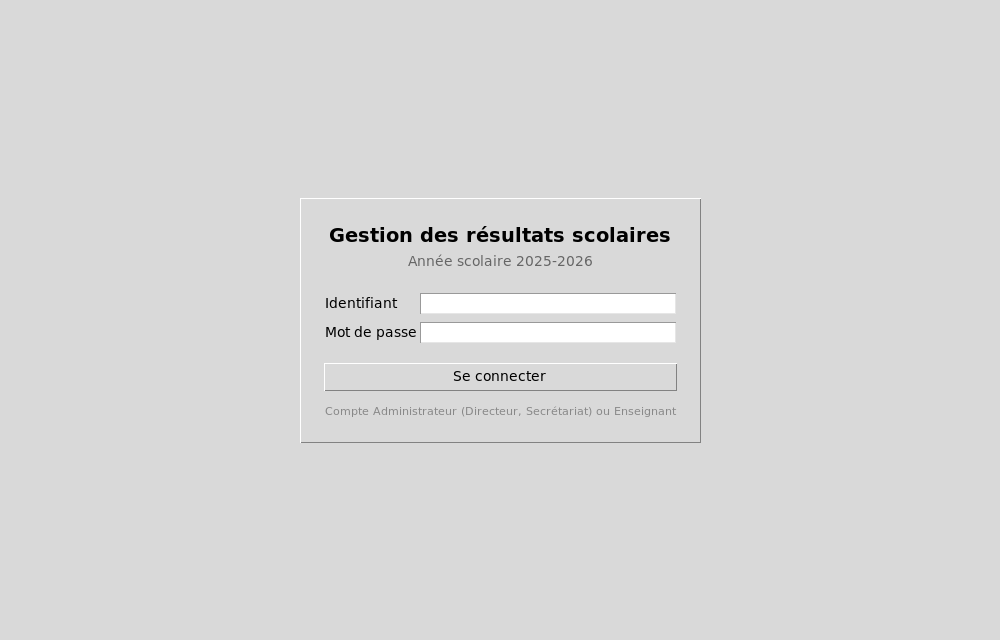 Gestion des résultats scolaires
Année scolaire 2025-2026
Identifiant
Mot de passe
Se connecter
Compte Administrateur (Directeur, Secrétariat) ou Enseignant